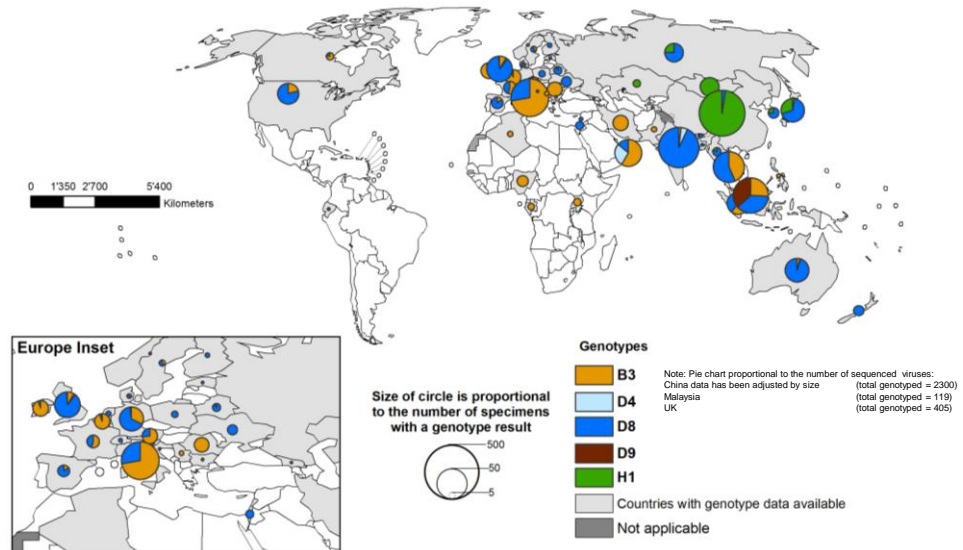 0 1'350 2'700 5'400
Kilometers
Europe Inset
Size of circle is proportional
to the number of specimens
with a genotype result
500
50
5
Genotypes
B3
D4
D8
D9
H1
Countries with genotype data available
Not applicable
Note: Pie chart proportional to the number of sequenced viruses:
China data has been adjusted by size (total genotyped = 2300)
Malaysia (total genotyped = 119)
UK (total genotyped = 405)